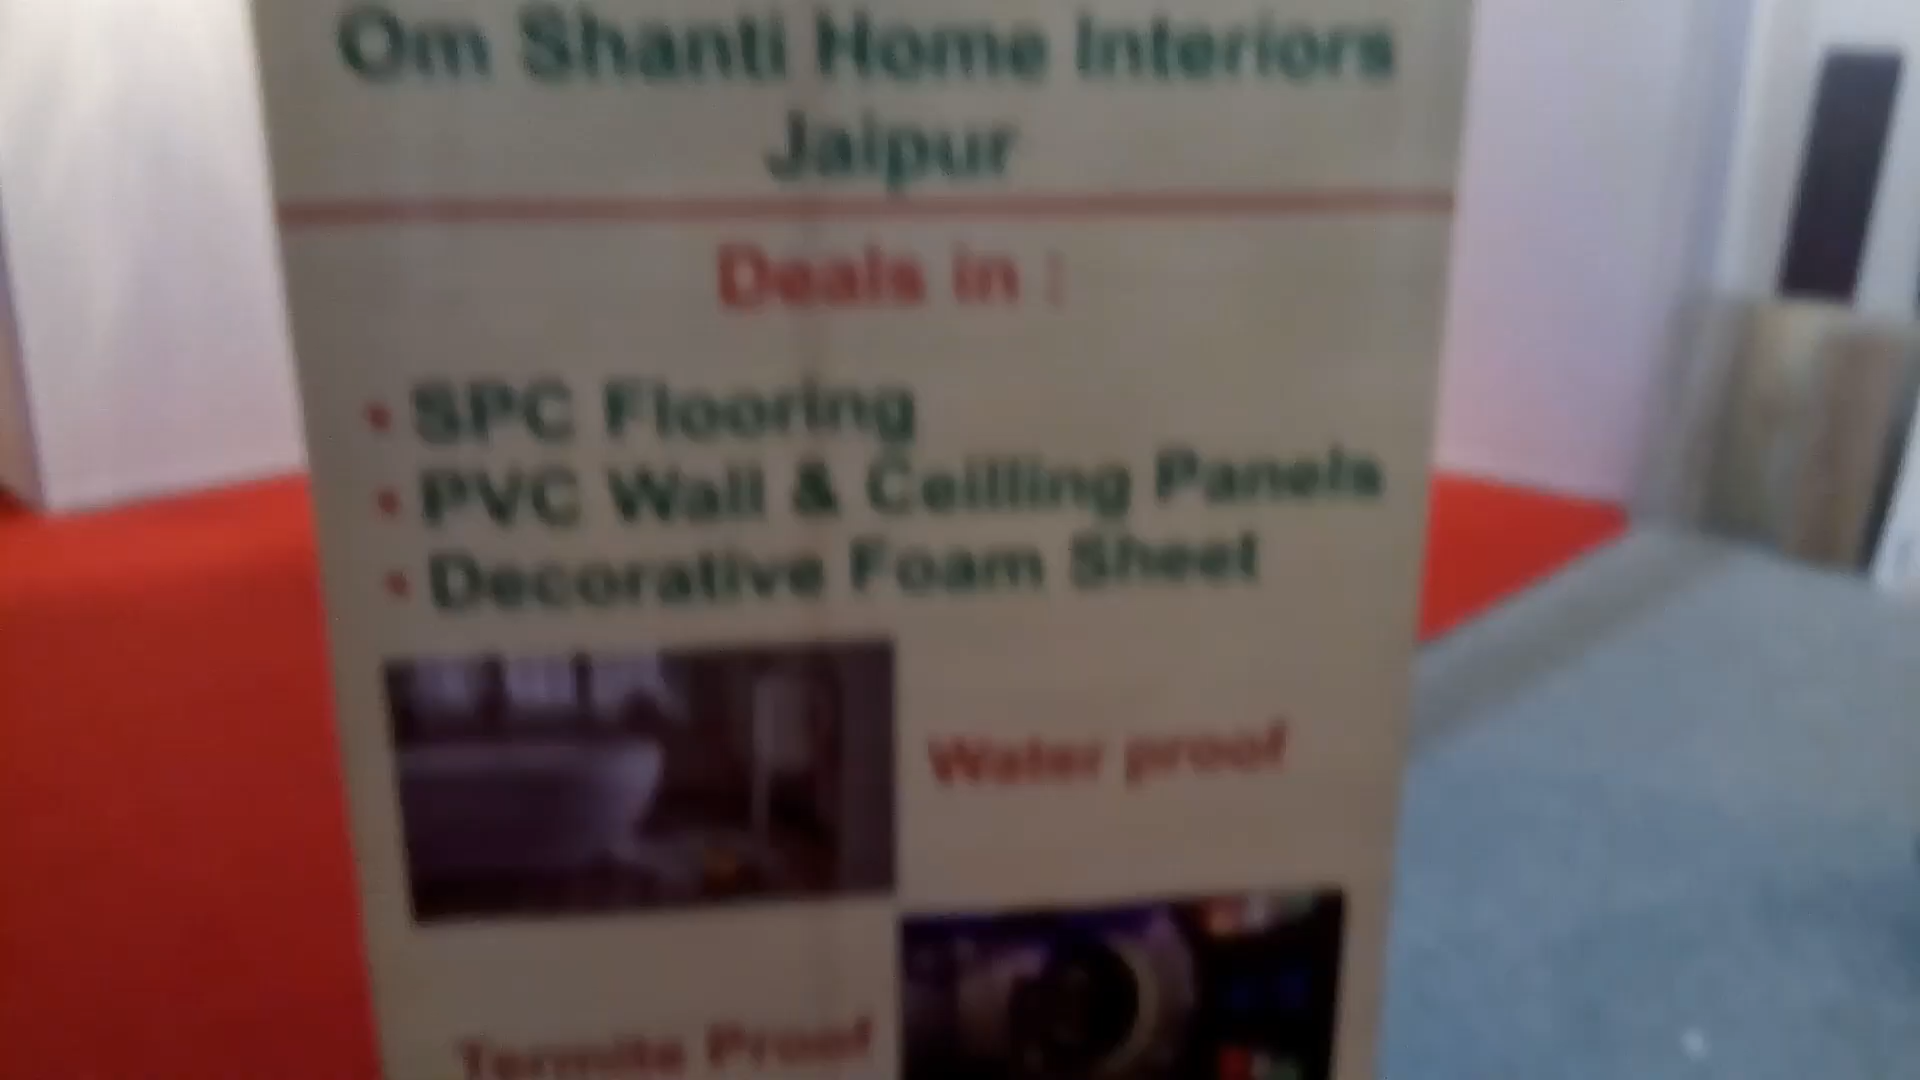 Om Shanti Home Interiors
Jaipur
Deals in :
• SPC Flooring
• PVC Wall & Ceilling Panels
• Decorative Foam Sheet
Water proof
Termite Proof